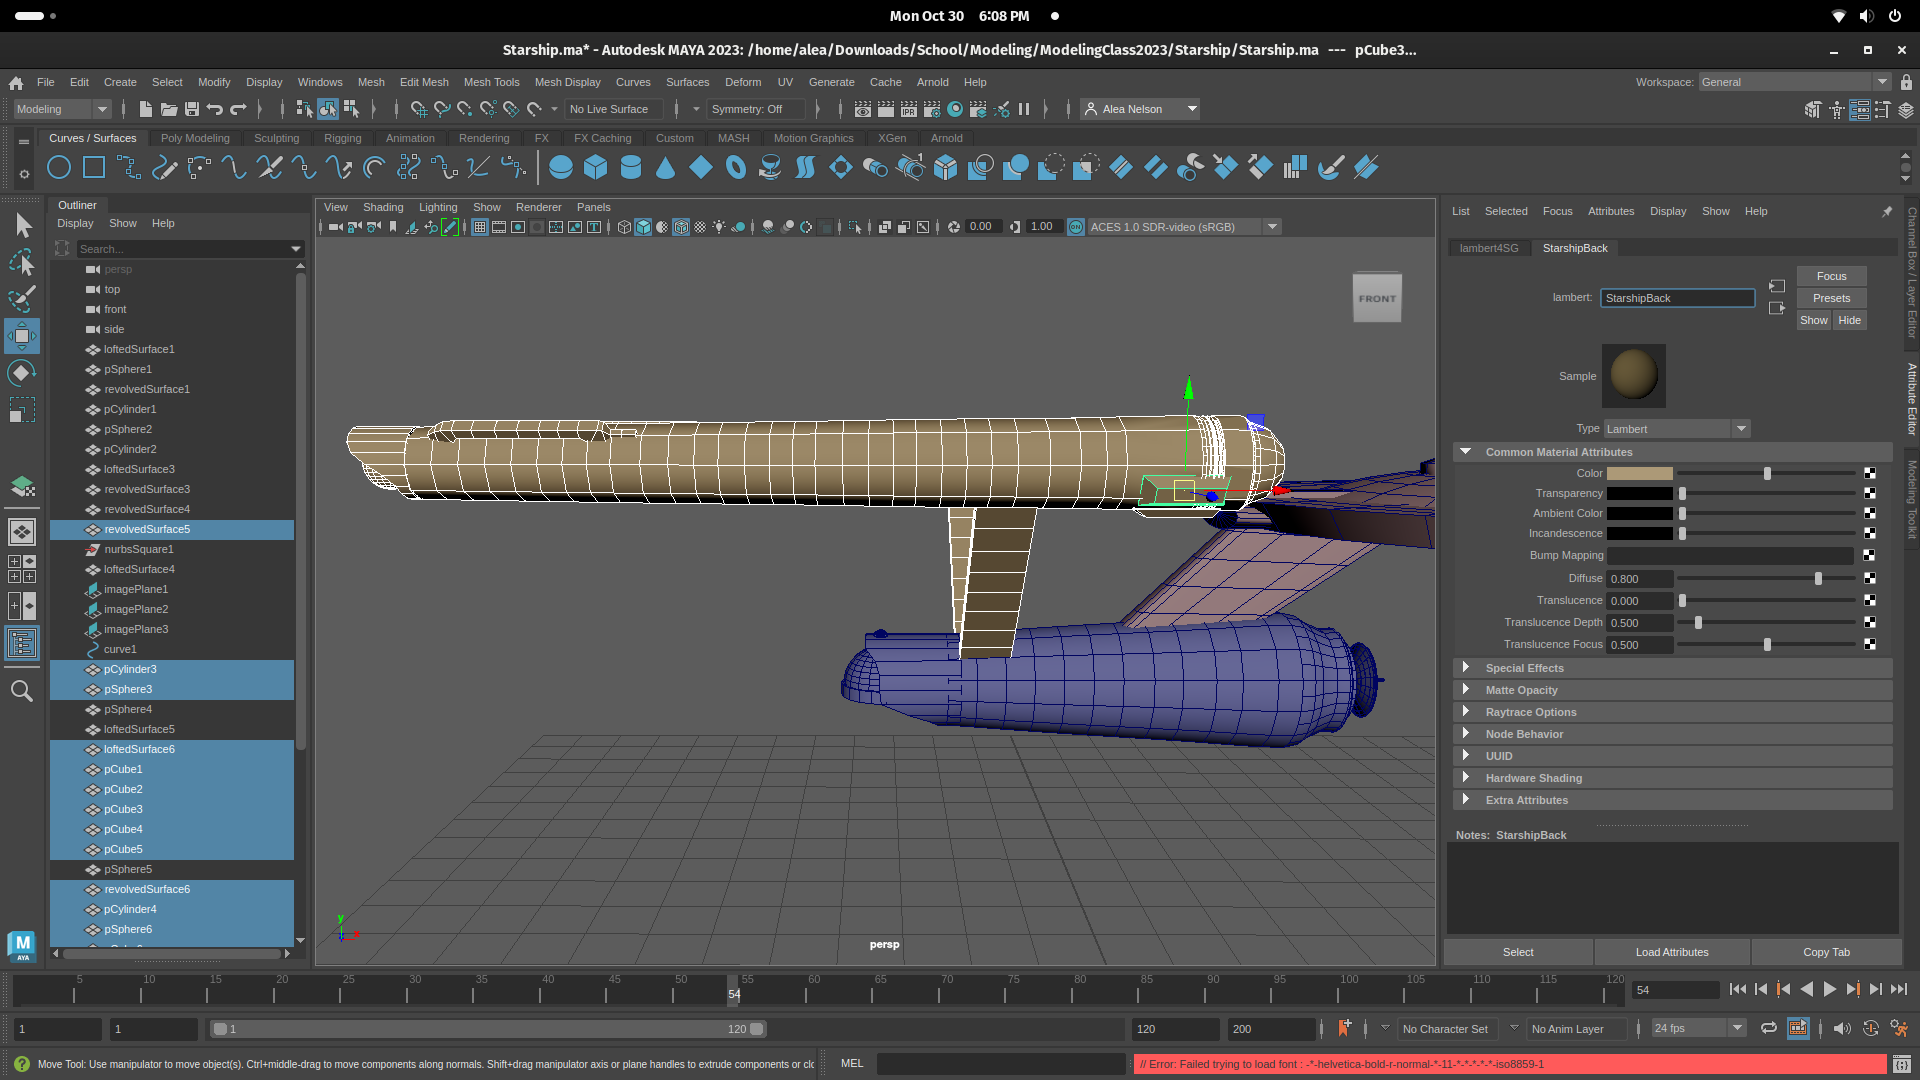 Mon Oct 30 6:08 PM
Starship.ma* - Autodesk MAYA 2023: /home/alea/Downloads/School/Modeling/ModelingClass2023/Starship/Starship.ma --- pCube3...
File Edit Create Select Modify Display Windows Mesh Edit Mesh Mesh Tools Mesh Display Curves Surfaces Deform UV Generate Cache Arnold Help
Workspace: General
Modeling
No Live Surface
Symmetry: Off
IPR
Alea Nelson
Curves / Surfaces Poly Modeling Sculpting Rigging Animation Rendering FX FX Caching Custom MASH Motion Graphics XGen Arnold
Outliner
Display Show Help
Search...
persp
top
front
side
loftedSurface1
pSphere1
revolvedSurface1
pCylinder1
pSphere2
pCylinder2
loftedSurface3
revolvedSurface3
revolvedSurface4
revolvedSurface5
nurbsSquare1
loftedSurface4
imagePlane1
imagePlane2
imagePlane3
curve1
pCylinder3
pSphere3
pSphere4
loftedSurface5
loftedSurface6
pCube1
pCube2
pCube3
pCube4
pCube5
pSphere5
revolvedSurface6
pCylinder4
pSphere6
View Shading Lighting Show Renderer Panels
0.00
1.00
ON
ACES 1.0 SDR-video (sRGB)
FRONT
y
x
persp
List Selected Focus Attributes Display Show Help
lambert4SG StarshipBack
lambert: StarshipBack
Focus
Presets
Show Hide
Sample
Type Lambert
Common Material Attributes
Color
Transparency
Ambient Color
Incandescence
Bump Mapping
Diffuse 0.800
Translucence 0.000
Translucence Depth 0.500
Translucence Focus 0.500
Special Effects
Matte Opacity
Raytrace Options
Node Behavior
UUID
Hardware Shading
Extra Attributes
Notes: StarshipBack
Select
Load Attributes
Copy Tab
Channel Box / Layer Editor
Attribute Editor
Modeling Toolkit
M
AYA
5 10 15 20 25 30 35 40 45 50 55 60 65 70 75 80 85 90 95 100 105 110 115 120
54
54
1
1
1
120
120
200
No Character Set
No Anim Layer
24 fps
Move Tool: Use manipulator to move object(s). Ctrl+middle-drag to move components along normals. Shift+drag manipulator axis or plane handles to extrude components or clo
MEL
// Error: Failed trying to load font : -*-helvetica-bold-r-normal-*-11-*-*-*-*-*-iso8859-1